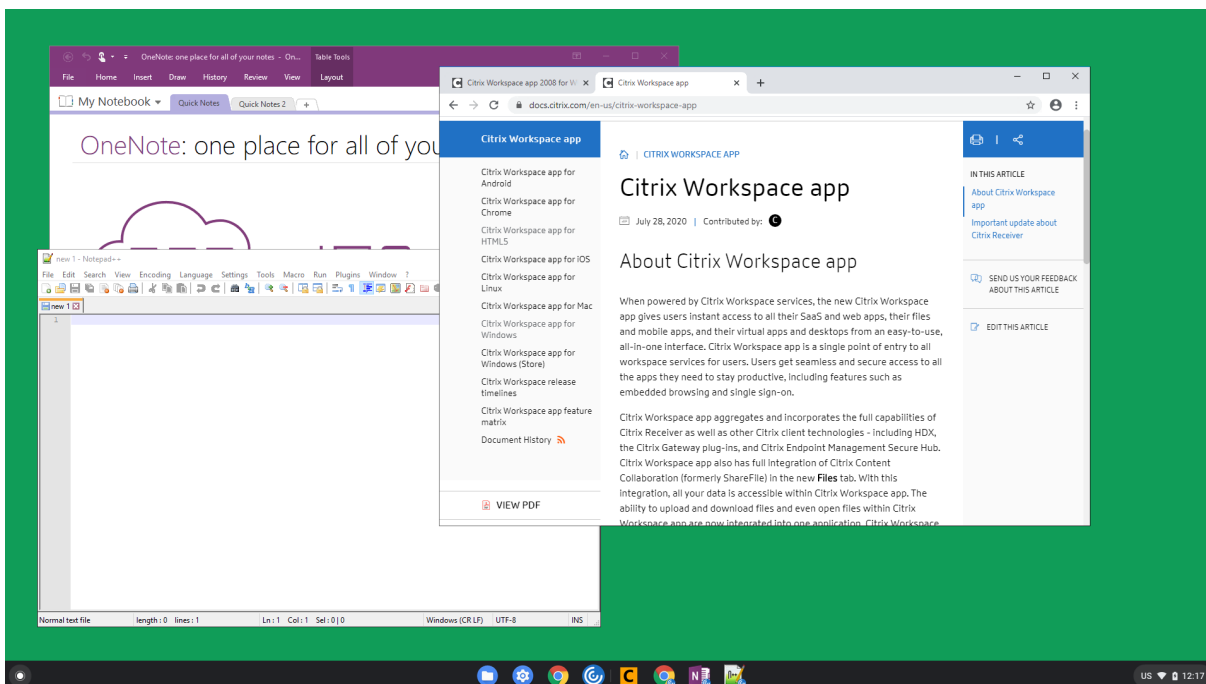 OneNote: one place for all of your notes - On...
Table Tools
File Home Insert Draw History Review View Layout
My Notebook
Quick Notes
Quick Notes 2
+
OneNote: one place for all of you
new 1 - Notepad++
File Edit Search View Encoding Language Settings Tools Macro Run Plugins Window ?
new 1
1
Normal text file
length : 0 lines : 1
Ln : 1 Col : 1 Sel : 0 | 0
Windows (CR LF)
UTF-8
INS
Citrix Workspace app 2008 for W
Citrix Workspace app
docs.citrix.com/en-us/citrix-workspace-app
Citrix Workspace app
Citrix Workspace app for
Android
Citrix Workspace app for
Chrome
Citrix Workspace app for
HTML5
Citrix Workspace app for iOS
Citrix Workspace app for
Linux
Citrix Workspace app for Mac
Citrix Workspace app for
Windows
Citrix Workspace app for
Windows (Store)
Citrix Workspace release
timelines
Citrix Workspace app feature
matrix
Document History
VIEW PDF
| CITRIX WORKSPACE APP
Citrix Workspace app
July 28, 2020 | Contributed by: C
About Citrix Workspace app
When powered by Citrix Workspace services, the new Citrix Workspace
app gives users instant access to all their SaaS and web apps, their files
and mobile apps, and their virtual apps and desktops from an easy-to-use,
all-in-one interface. Citrix Workspace app is a single point of entry to all
workspace services for users. Users get seamless and secure access to all
the apps they need to stay productive, including features such as
embedded browsing and single sign-on.
Citrix Workspace app aggregates and incorporates the full capabilities of
Citrix Receiver as well as other Citrix client technologies - including HDX,
the Citrix Gateway plug-ins, and Citrix Endpoint Management Secure Hub.
Citrix Workspace app also has full integration of Citrix Content
Collaboration (formerly ShareFile) in the new Files tab. With this
integration, all your data is accessible within Citrix Workspace app. The
ability to upload and download files and even open files within Citrix
Workspace app are now integrated into one application. Citrix Workspace
IN THIS ARTICLE
About Citrix Workspace
app
Important update about
Citrix Receiver
SEND US YOUR FEEDBACK
ABOUT THIS ARTICLE
EDIT THIS ARTICLE
C
N
US
12:17